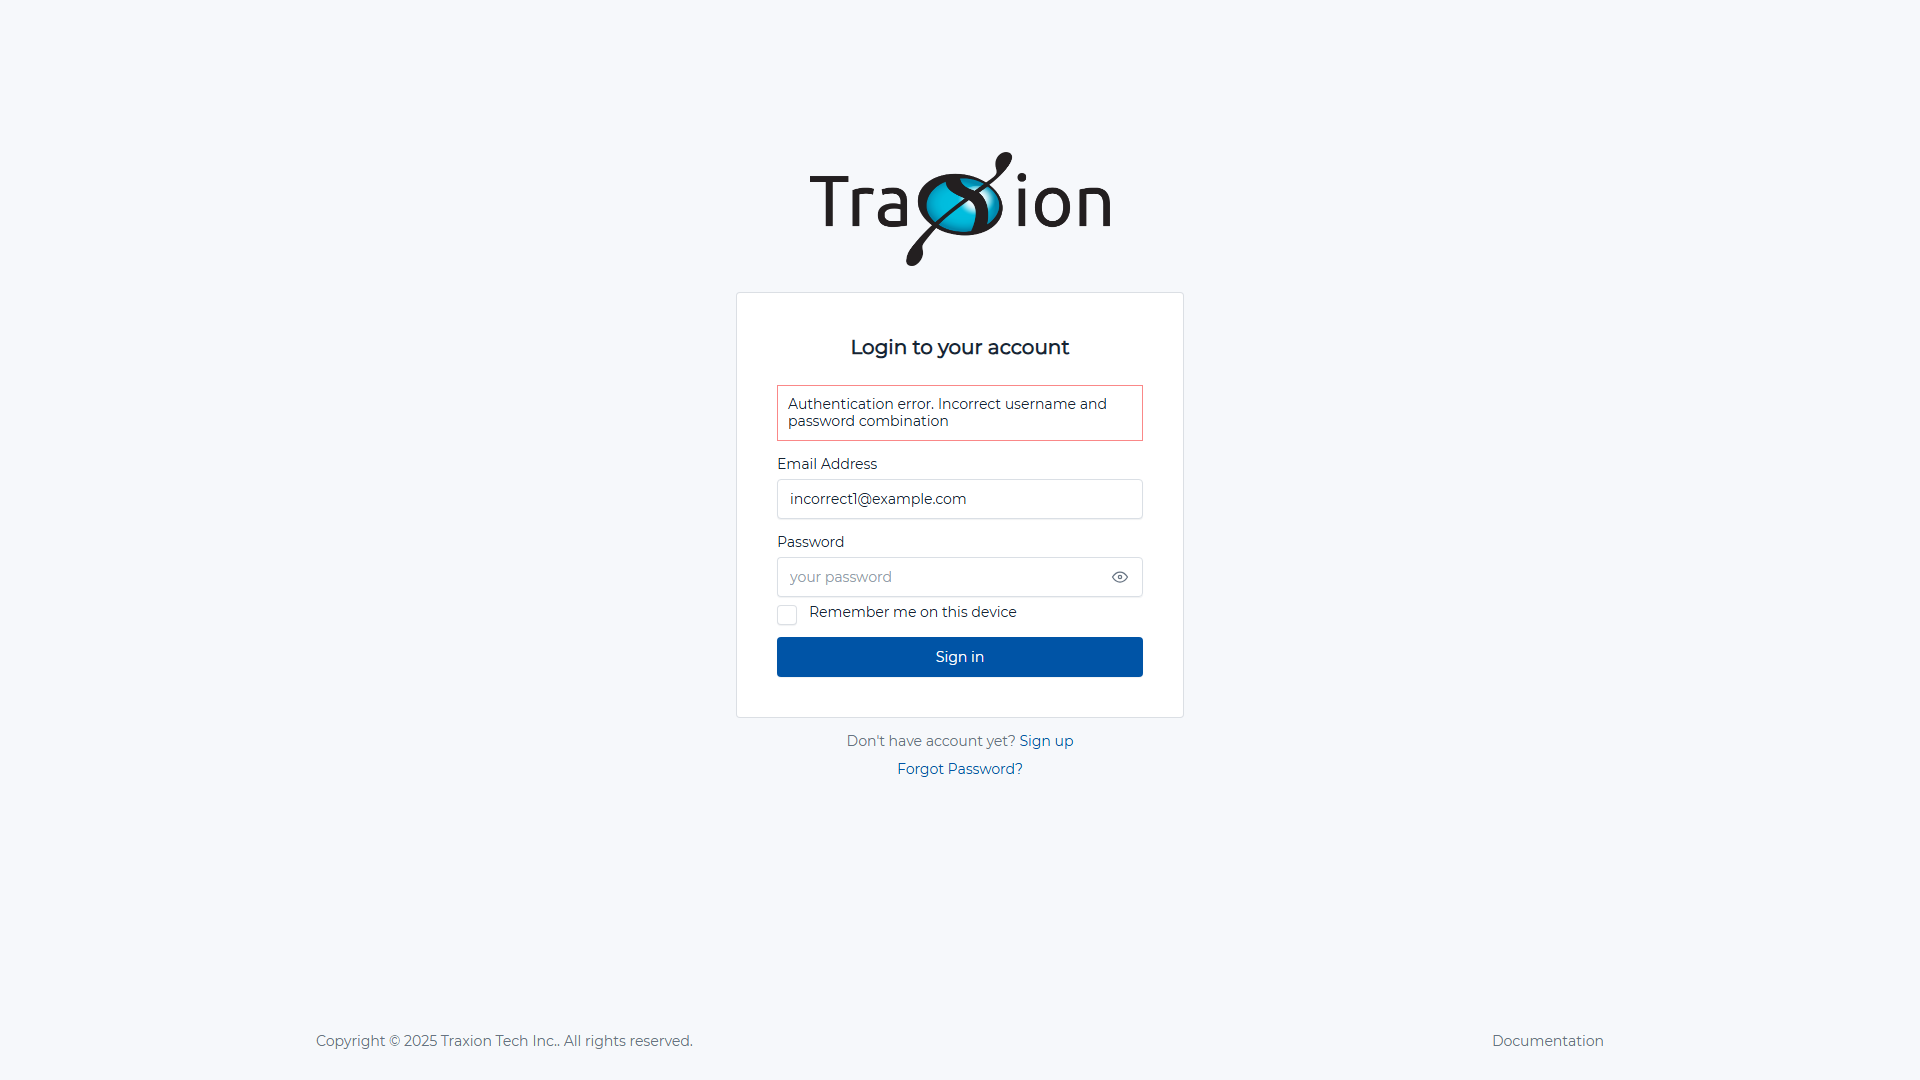 Traxion
Login to your account
Authentication error. Incorrect username and
password combination
Email Address
incorrect1@example.com
Password
your password
Remember me on this device
Sign in
Don't have account yet? Sign up
Forgot Password?
Copyright © 2025 Traxion Tech Inc.. All rights reserved.
Documentation